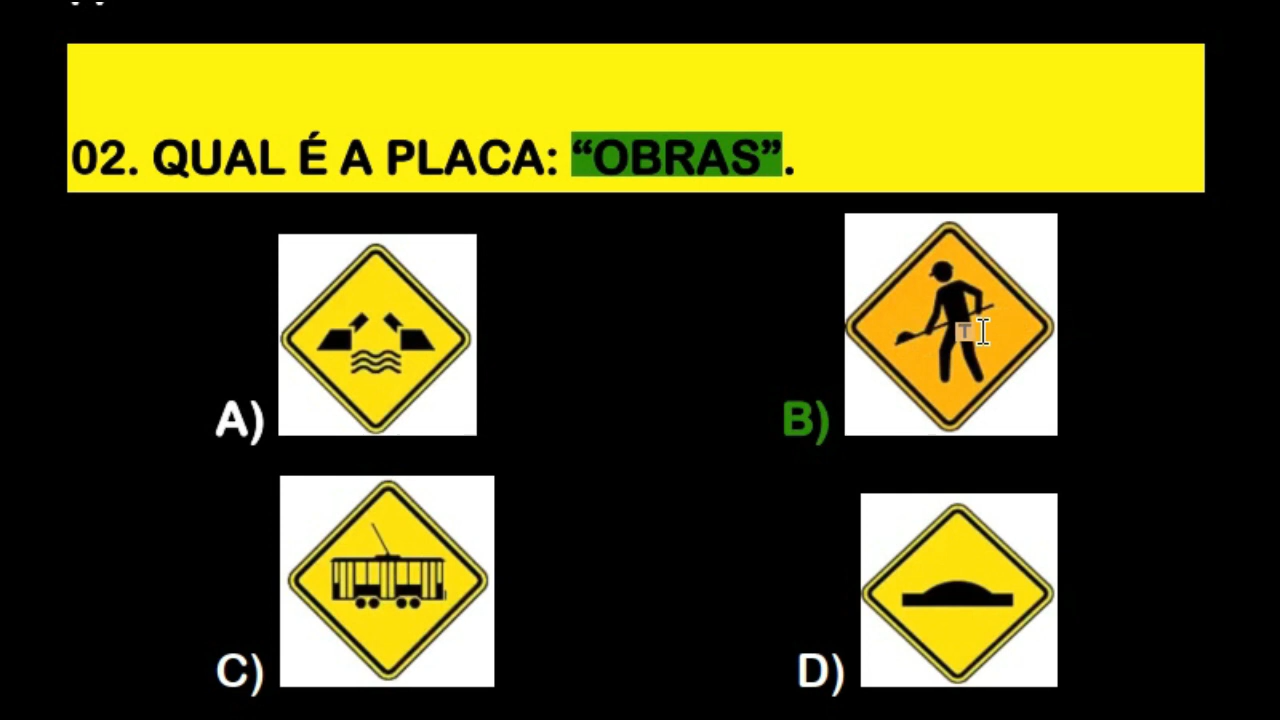 02. QUAL É A PLACA: “OBRAS”.
A)
B)
T
C)
D)